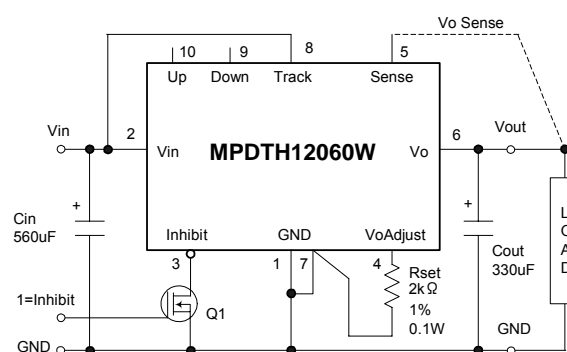 Vo Sense
10
9
8
5
Up
Down
Track
Sense
Vin
2
Vin
MPDTH12060W
Vo
6
Vout
+
Cin
560uF
Inhibit
GND
VoAdjust
+
Cout
330uF
LOAD
3
1
7
4
Rset
2kΩ
1%
0.1W
1=Inhibit
Q1
GND
GND